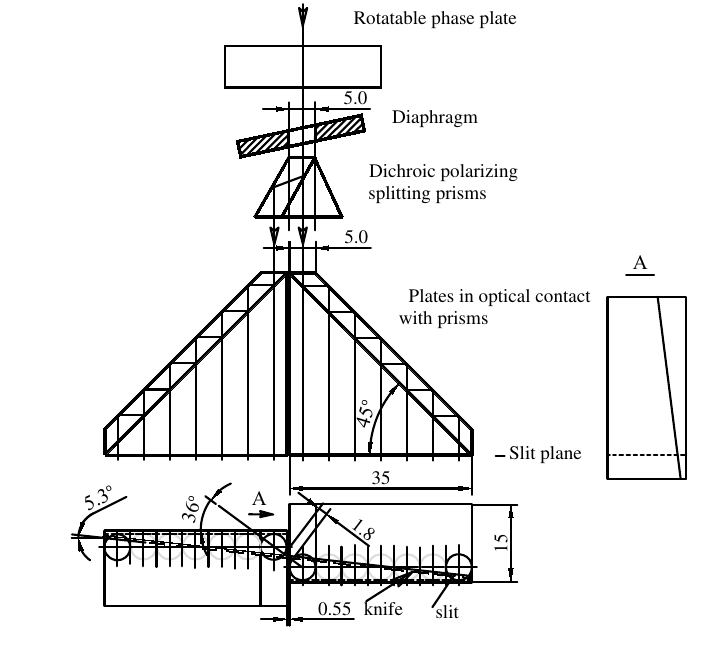 Rotatable phase plate
5.0
Diaphragm
Dichroic polarizing
splitting prisms
5.0
A
Plates in optical contact
with prisms
45°
Slit plane
35
5.3°
36°
A
1.8
15
0.55
knife
slit